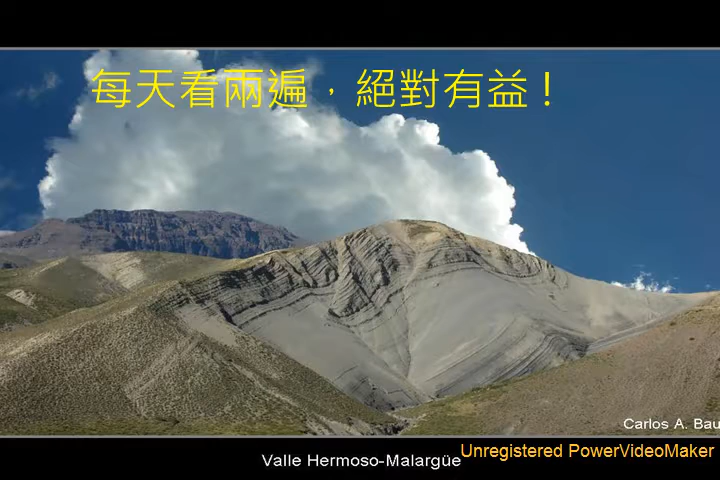 每天看兩遍，絕對有益！
Carlos A. Bau
Valle Hermoso-Malargüe
Unregistered PowerVideoMaker